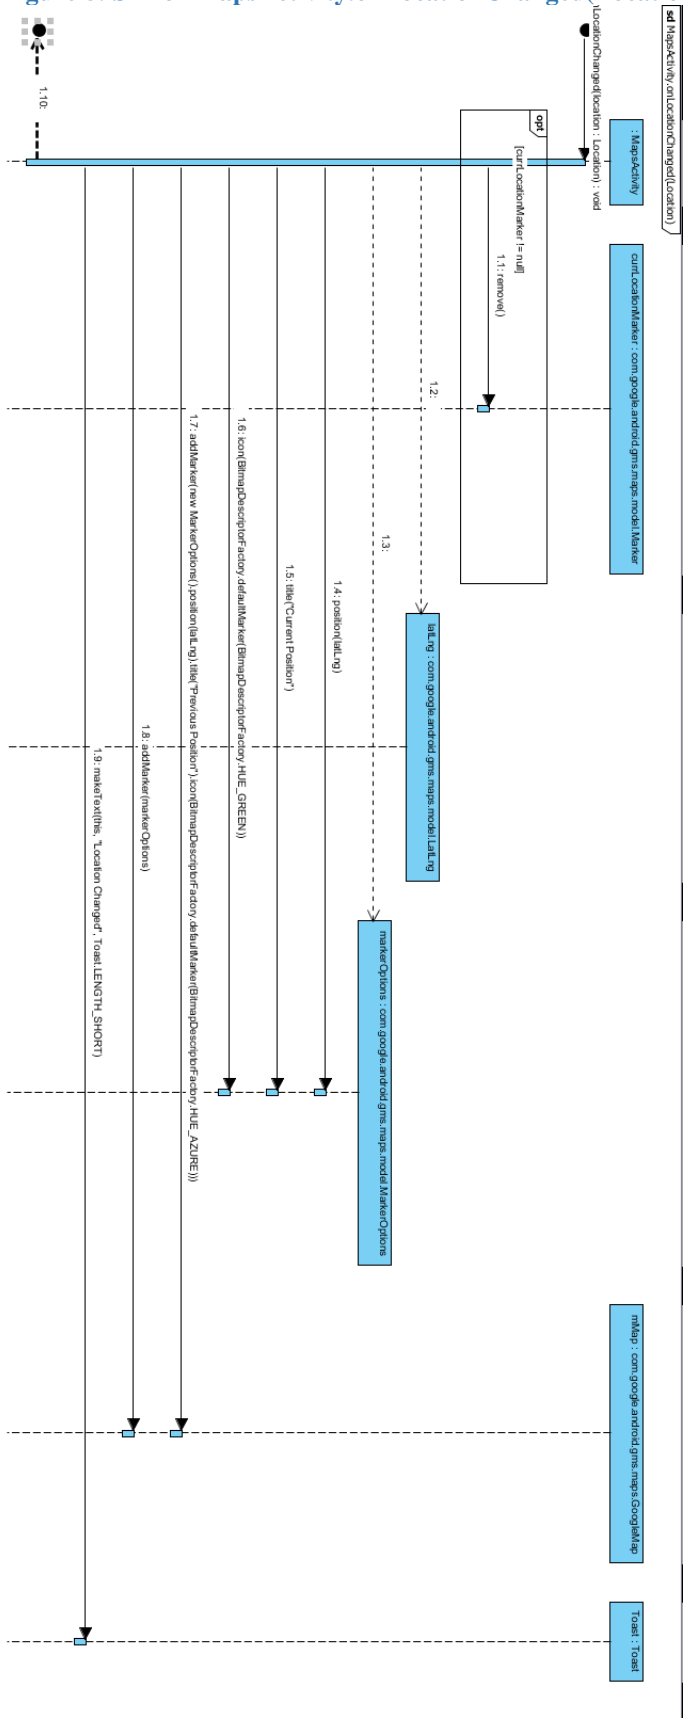 sd MapsActivity.onLocationChanged(Location)
: MapsActivity
currLocationMarker : com.google.android.gms.maps.model.Marker
mMap : com.google.android.gms.maps.GoogleMap
Toast : Toast
LocationChanged(location : Location) : void
opt
[currLocationMarker != null]
1.1: remove()
1.2:
latLng : com.google.android.gms.maps.model.LatLng
1.3:
markerOptions : com.google.android.gms.maps.model.MarkerOptions
1.4: position(latLng)
1.5: title("Current Position")
1.6: icon(BitmapDescriptorFactory.defaultMarker(BitmapDescriptorFactory.HUE_GREEN))
1.7: addMarker(new MarkerOptions().position(latLng).title("Previous Position").icon(BitmapDescriptorFactory.defaultMarker(BitmapDescriptorFactory.HUE_AZURE)))
1.8: addMarker(markerOptions)
1.9: makeText(this, "Location Changed", Toast.LENGTH_SHORT)
1.10: